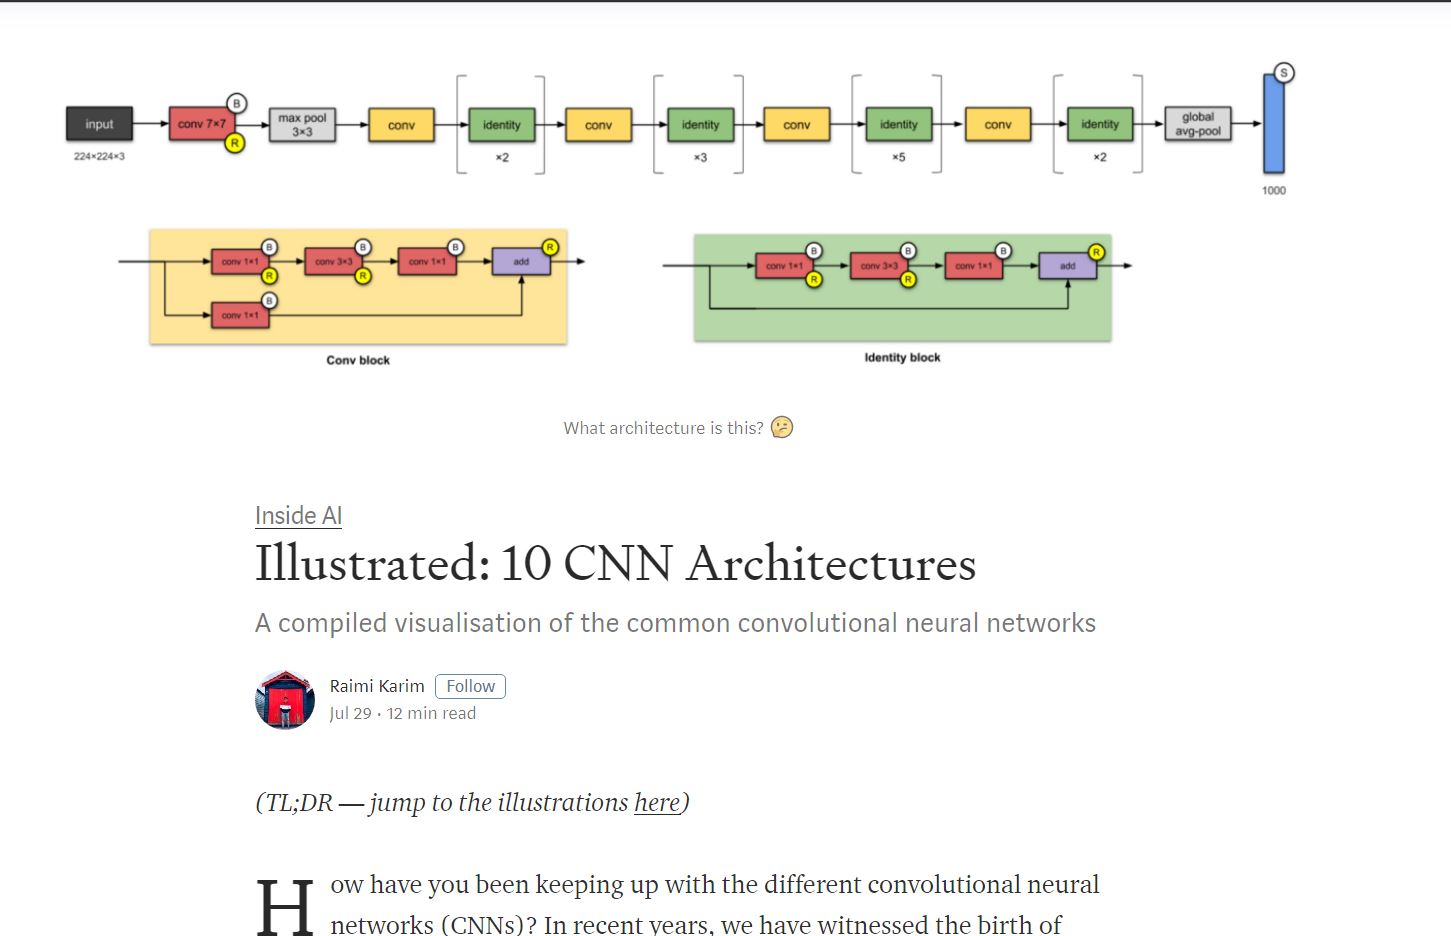 input
224×224×3
conv 7×7
B
R
max pool
3×3
conv
identity
×2
conv
identity
×3
conv
identity
×5
conv
identity
×2
global
avg-pool
S
1000
conv 1×1
B
R
conv 3×3
B
R
conv 1×1
B
add
R
conv 1×1
B
Conv block
conv 1×1
B
R
conv 3×3
B
R
conv 1×1
B
add
R
Identity block
What architecture is this? 🤔
Inside AI
Illustrated: 10 CNN Architectures
A compiled visualisation of the common convolutional neural networks
Raimi Karim Follow
Jul 29 · 12 min read
(TL;DR — jump to the illustrations here)
How have you been keeping up with the different convolutional neural
networks (CNNs)? In recent years, we have witnessed the birth of